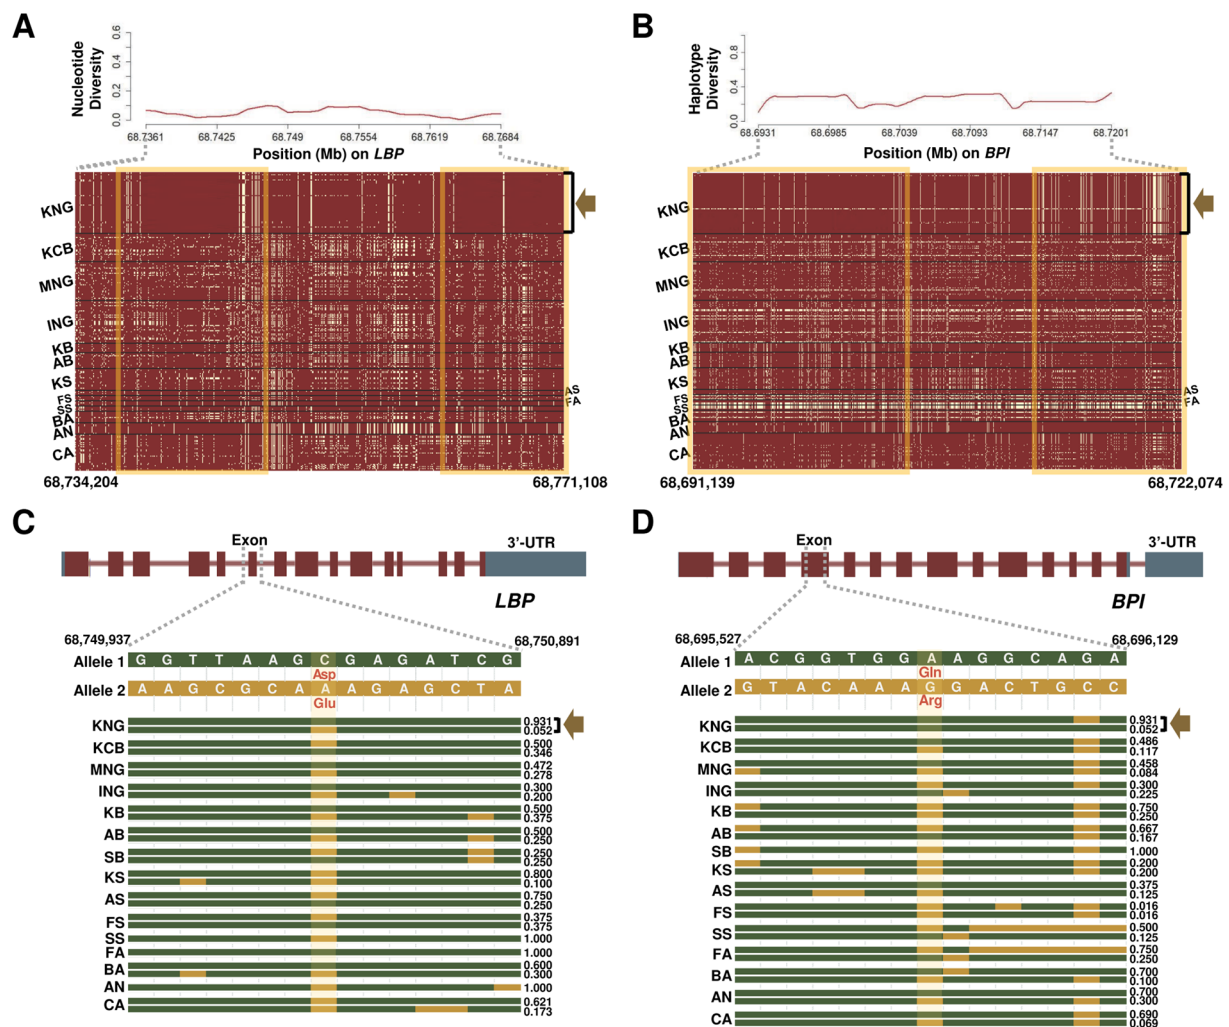 A
Nucleotide
Diversity
0.6
0.4
0.2
0.0
68.7361 68.7425 68.749 68.7554 68.7619 68.7684
Position (Mb) on LBP
KNG
KCB
MNG
ING
KB
AB
KS
AS
FS
FA
SS
BA
AN
CA
68,734,204 68,771,108
B
Haplotype
Diversity
0.8
0.4
0.0
68.6931 68.6985 68.7039 68.7093 68.7147 68.7201
Position (Mb) on BPI
KNG
KCB
MNG
ING
KB
AB
KS
AS
FS
FA
SS
BA
AN
CA
68,691,139 68,722,074
C
Exon 3'-UTR
LBP
68,749,937 68,750,891
Allele 1 G G T T A A G C G A G A T C G
Asp
Allele 2 A A G C G C A A A G A G C T A
Glu
KNG 0.931
0.052
KCB 0.500
0.346
MNG 0.472
0.278
ING 0.300
0.200
KB 0.500
0.375
AB 0.500
0.250
SB 0.250
0.250
KS 0.800
0.100
AS 0.750
0.250
FS 0.375
0.375
SS 1.000
FA 1.000
BA 0.600
0.300
AN 1.000
CA 0.621
0.173
D
Exon 3'-UTR
BPI
68,695,527 68,696,129
Allele 1 A C G G T G G A A G G C A G A
Gln
Allele 2 G T A C A A A G G A C T G C C
Arg
KNG 0.931
0.052
KCB 0.486
0.117
MNG 0.458
0.084
ING 0.300
0.225
KB 0.750
0.250
AB 0.667
0.167
SB 1.000
KS 0.200
0.200
AS 0.375
0.125
FS 0.016
0.016
SS 0.500
0.125
FA 0.750
0.250
BA 0.700
0.100
AN 0.700
0.300
CA 0.690
0.069